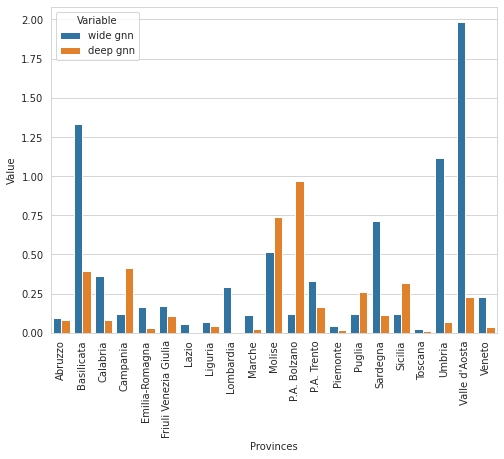 Variable
wide gnn
deep gnn
2.00
1.75
1.50
1.25
1.00
0.75
0.50
0.25
0.00
Value
Abruzzo
Basilicata
Calabria
Campania
Emilia-Romagna
Friuli Venezia Giulia
Lazio
Liguria
Lombardia
Marche
Molise
P.A. Bolzano
P.A. Trento
Piemonte
Puglia
Sardegna
Sicilia
Toscana
Umbria
Valle d'Aosta
Veneto
Provinces